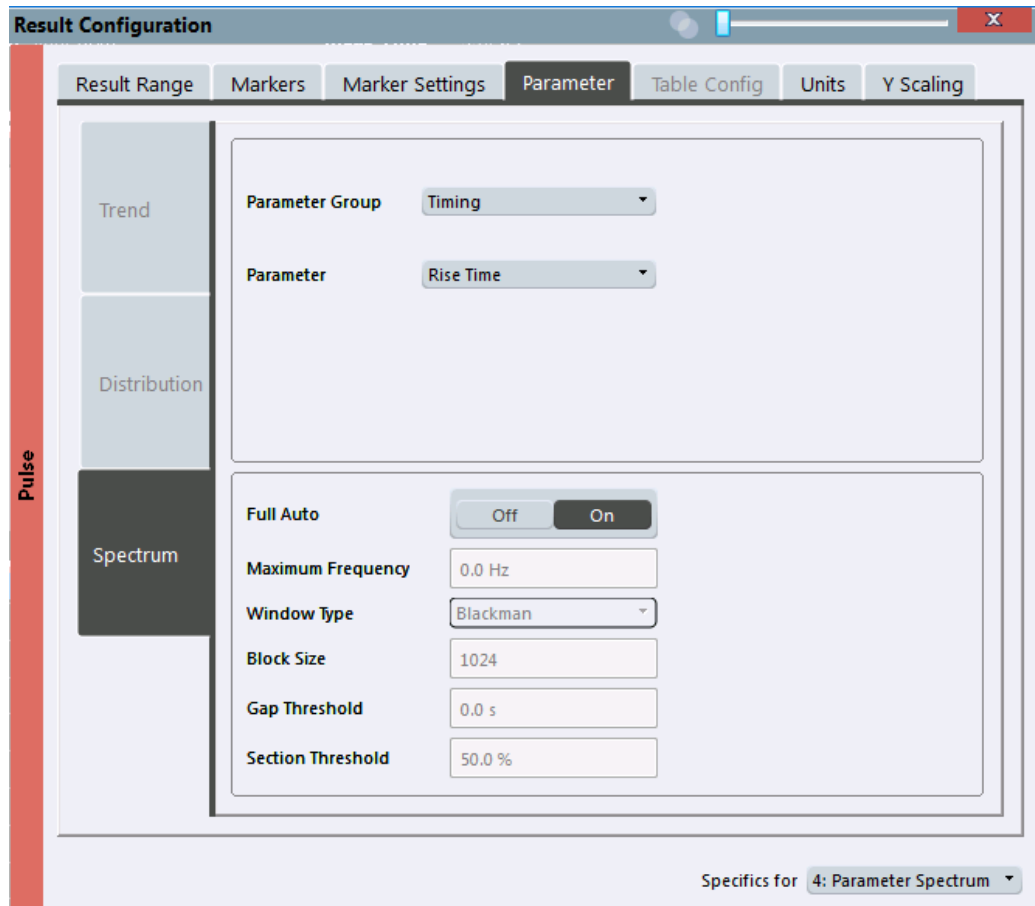 Result Configuration
Result Range Markers Marker Settings Parameter Table Config Units Y Scaling
Pulse
Trend
Distribution
Spectrum
Parameter Group Timing
Parameter Rise Time
Full Auto Off On
Maximum Frequency 0.0 Hz
Window Type Blackman
Block Size 1024
Gap Threshold 0.0 s
Section Threshold 50.0 %
Specifics for 4: Parameter Spectrum